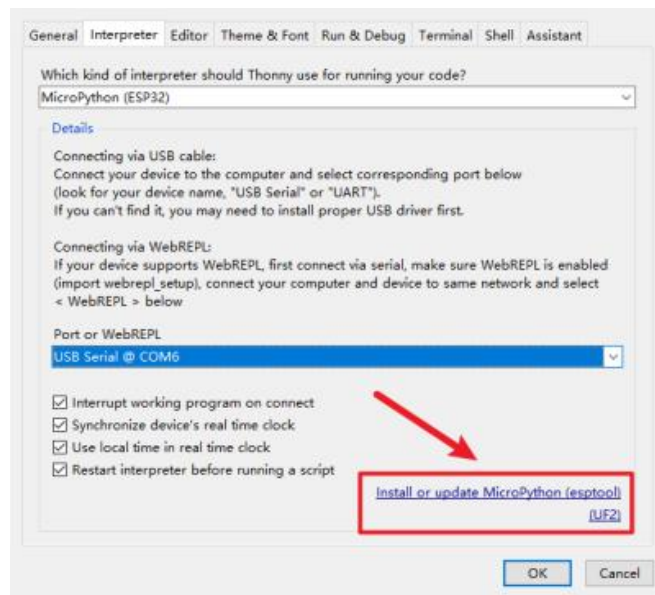 General Interpreter Editor Theme & Font Run & Debug Terminal Shell Assistant
Which kind of interpreter should Thonny use for running your code?
MicroPython (ESP32)
Details
Connecting via USB cable:
Connect your device to the computer and select corresponding port below
(look for your device name, "USB Serial" or "UART").
If you can't find it, you may need to install proper USB driver first.
Connecting via WebREPL:
If your device supports WebREPL, first connect via serial, make sure WebREPL is enabled
(import webrepl_setup), connect your computer and device to same network and select
< WebREPL > below
Port or WebREPL
USB Serial @ COM6
Interrupt working program on connect
Synchronize device's real time clock
Use local time in real time clock
Restart interpreter before running a script
Install or update MicroPython (esptool)
(UF2)
OK Cancel